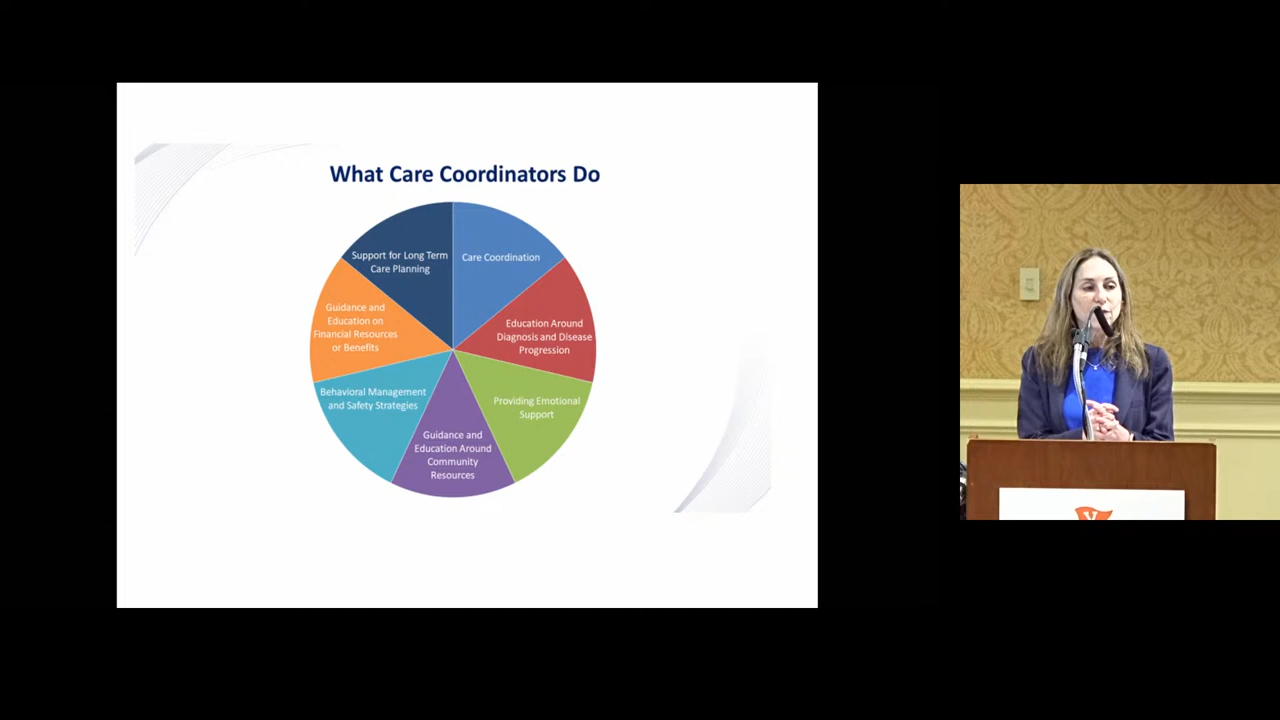 What Care Coordinators Do
Support for Long Term
Care Planning
Care Coordination
Guidance and
Education on
Financial Resources
or Benefits
Education Around
Diagnosis and Disease
Progression
Behavioral Management
and Safety Strategies
Providing Emotional
Support
Guidance and
Education Around
Community
Resources
V